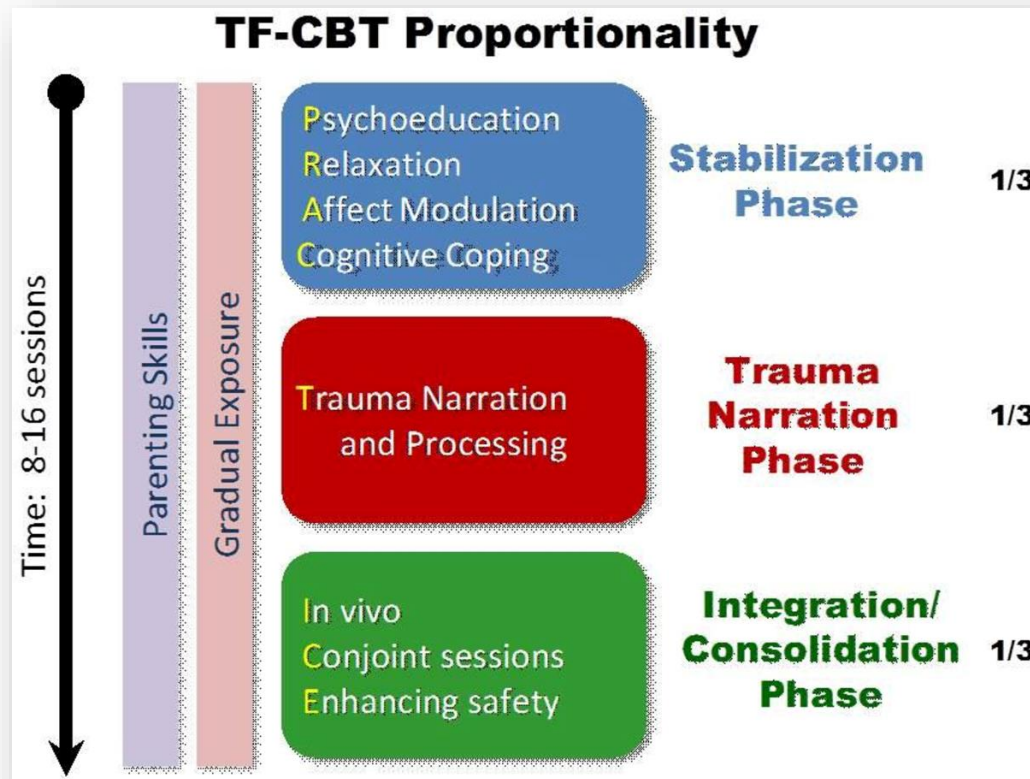 TF-CBT Proportionality
Time: 8-16 sessions
Parenting Skills
Gradual Exposure
Psychoeducation
Relaxation
Affect Modulation
Cognitive Coping
Stabilization
Phase
1/3
Trauma Narration
and Processing
Trauma
Narration
Phase
1/3
In vivo
Conjoint sessions
Enhancing safety
Integration/
Consolidation
Phase
1/3